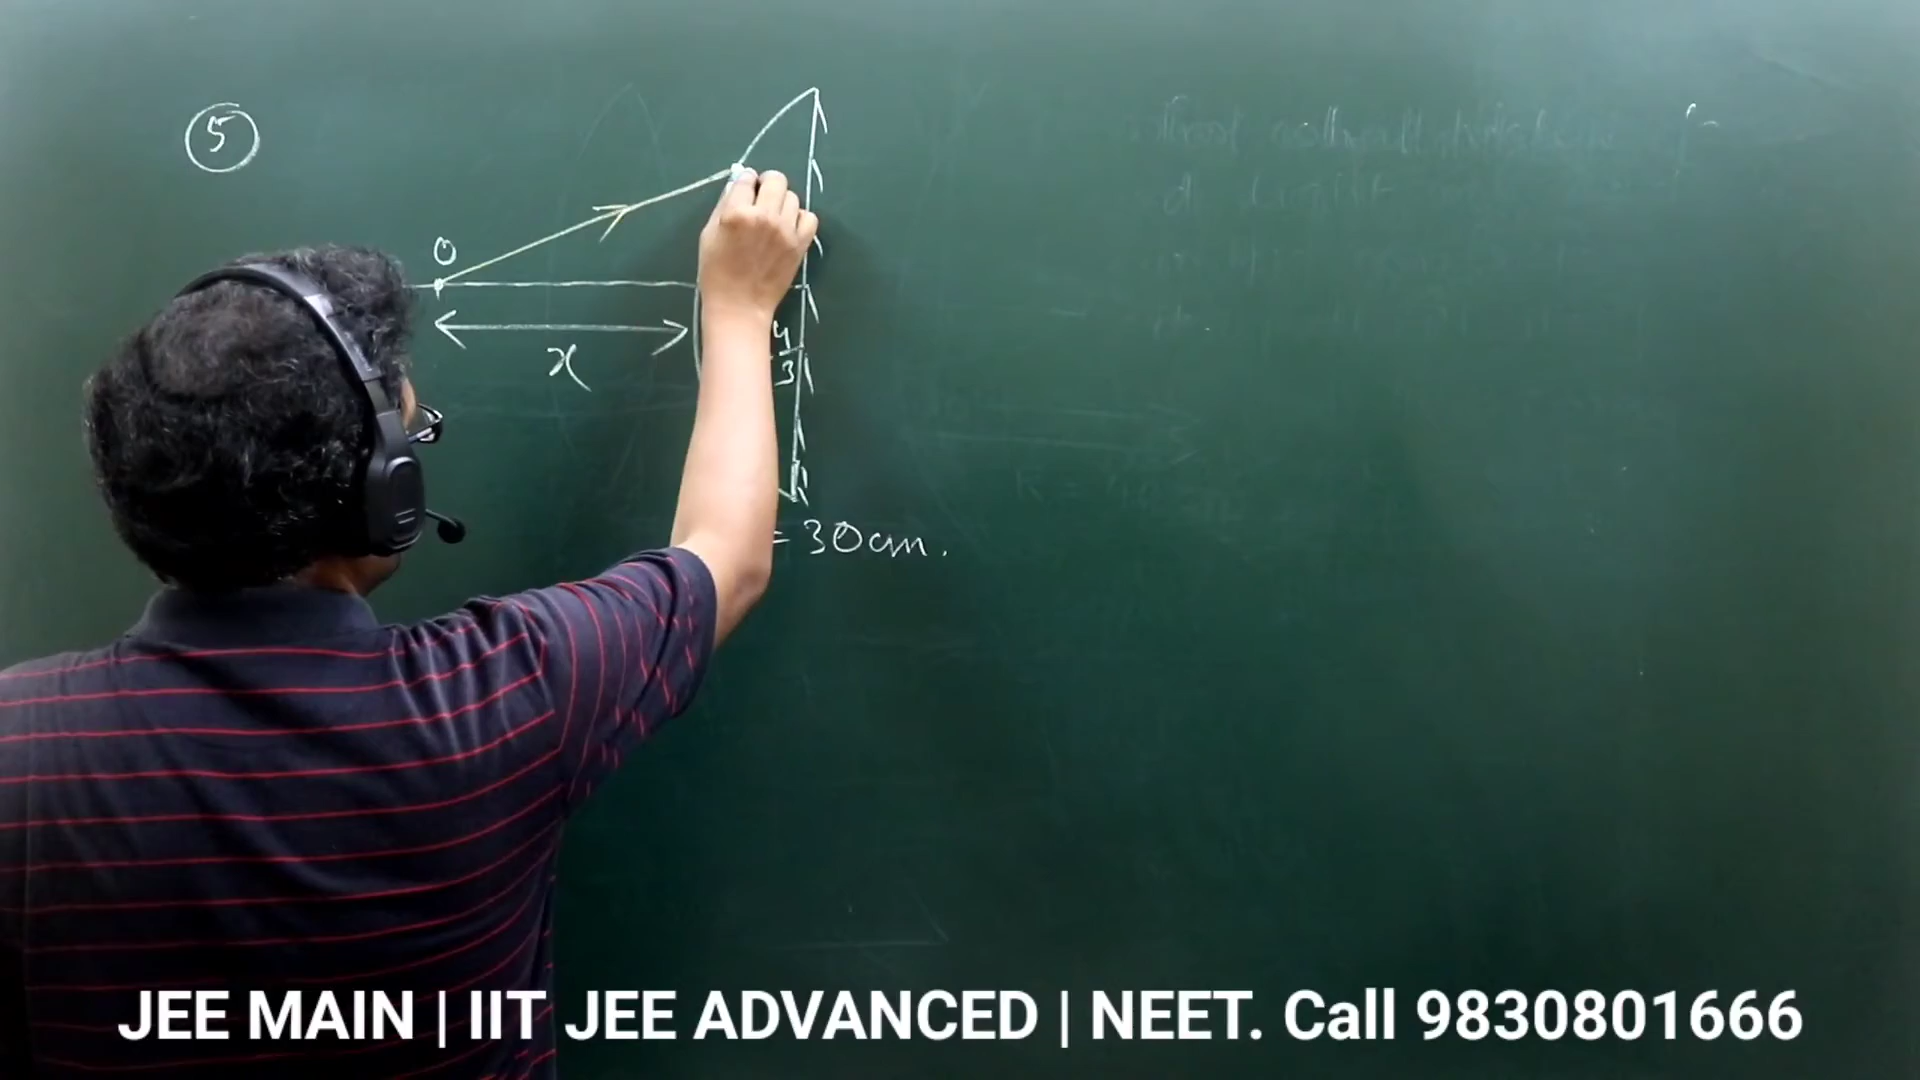 5
O
x
4
3
= 30cm.
JEE MAIN | IIT JEE ADVANCED | NEET. Call 9830801666